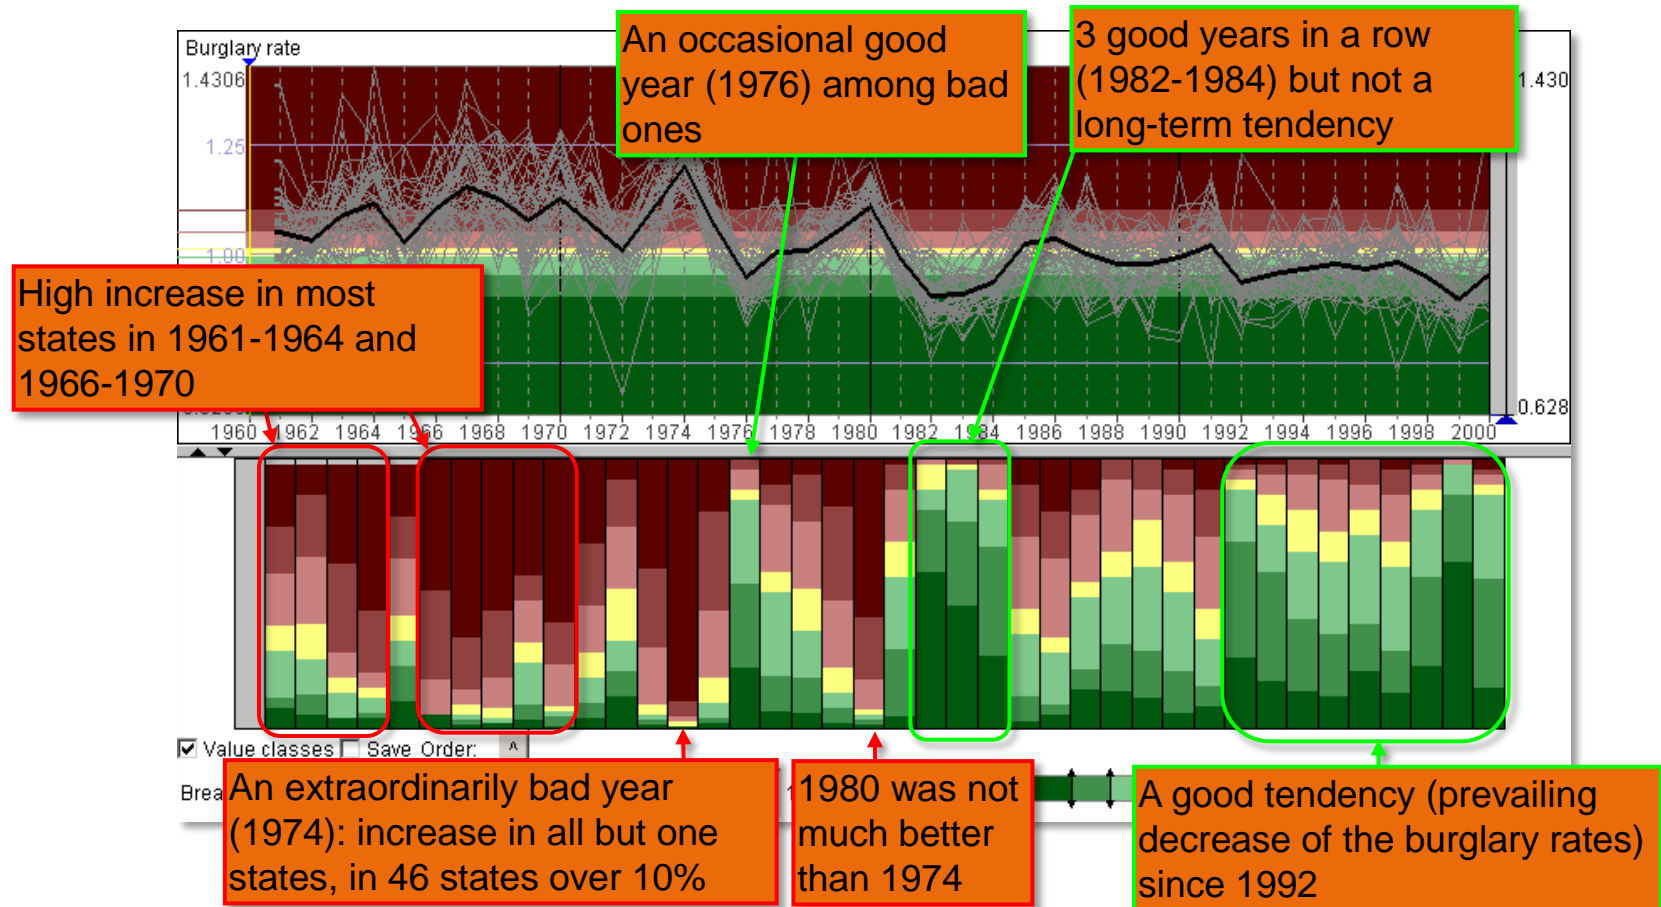 Burglary rate
1.4306
1.25
1.00
1.430
0.628
An occasional good
year (1976) among bad
ones
3 good years in a row
(1982-1984) but not a
long-term tendency
High increase in most
states in 1961-1964 and
1966-1970
1960 1962 1964 1966 1968 1970 1972 1974 1976 1978 1980 1982 1984 1986 1988 1990 1992 1994 1996 1998 2000
Value classes Save Order:
Brea
An extraordinarily bad year
(1974): increase in all but one
states, in 46 states over 10%
1980 was not
much better
than 1974
A good tendency (prevailing
decrease of the burglary rates)
since 1992